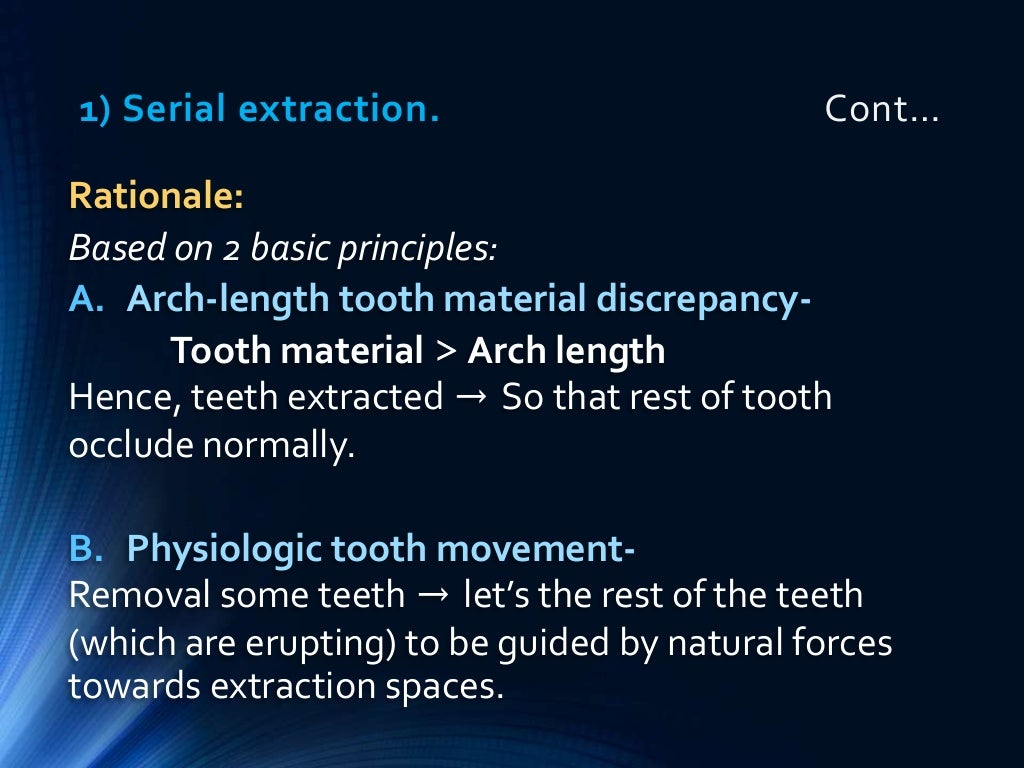 1) Serial extraction. Cont...
Rationale:
Based on 2 basic principles:
A. Arch-length tooth material discrepancy-
Tooth material > Arch length
Hence, teeth extracted → So that rest of tooth
occlude normally.
B. Physiologic tooth movement-
Removal some teeth → let’s the rest of the teeth
(which are erupting) to be guided by natural forces
towards extraction spaces.